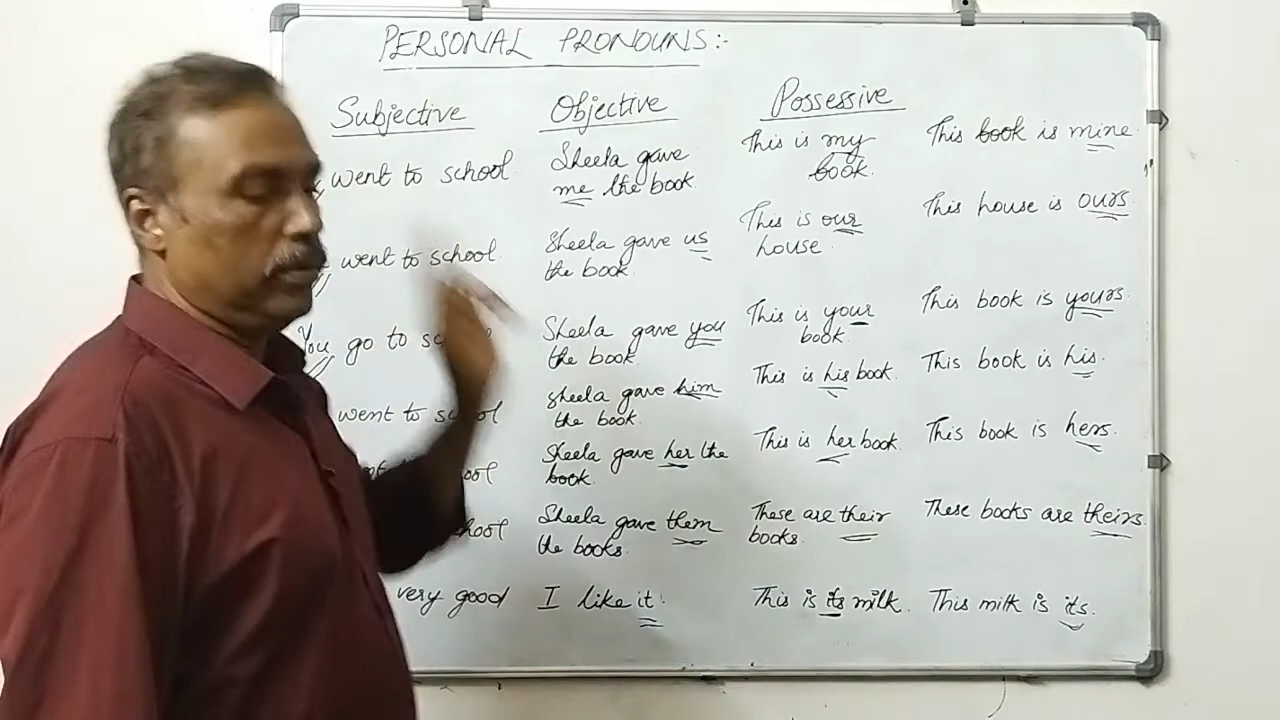 PERSONAL PRONOUNS:-
Subjective
went to school.
went to school.
You go to
went to school
school
school
very good
Objective
Sheela gave
me the book.
Sheela gave us
the book.
Sheela gave you
the book.
Sheela gave him
the book.
Sheela gave her the
book.
Sheela gave them
the books.
I like it.
Possessive
This is my
book.
This is our
house.
This is your
book.
This is his book.
This is her book.
These are their
books.
This is its milk.
This book is mine.
This house is ours.
This book is yours.
This book is his.
This book is hers.
These books are theirs.
This milk is its.